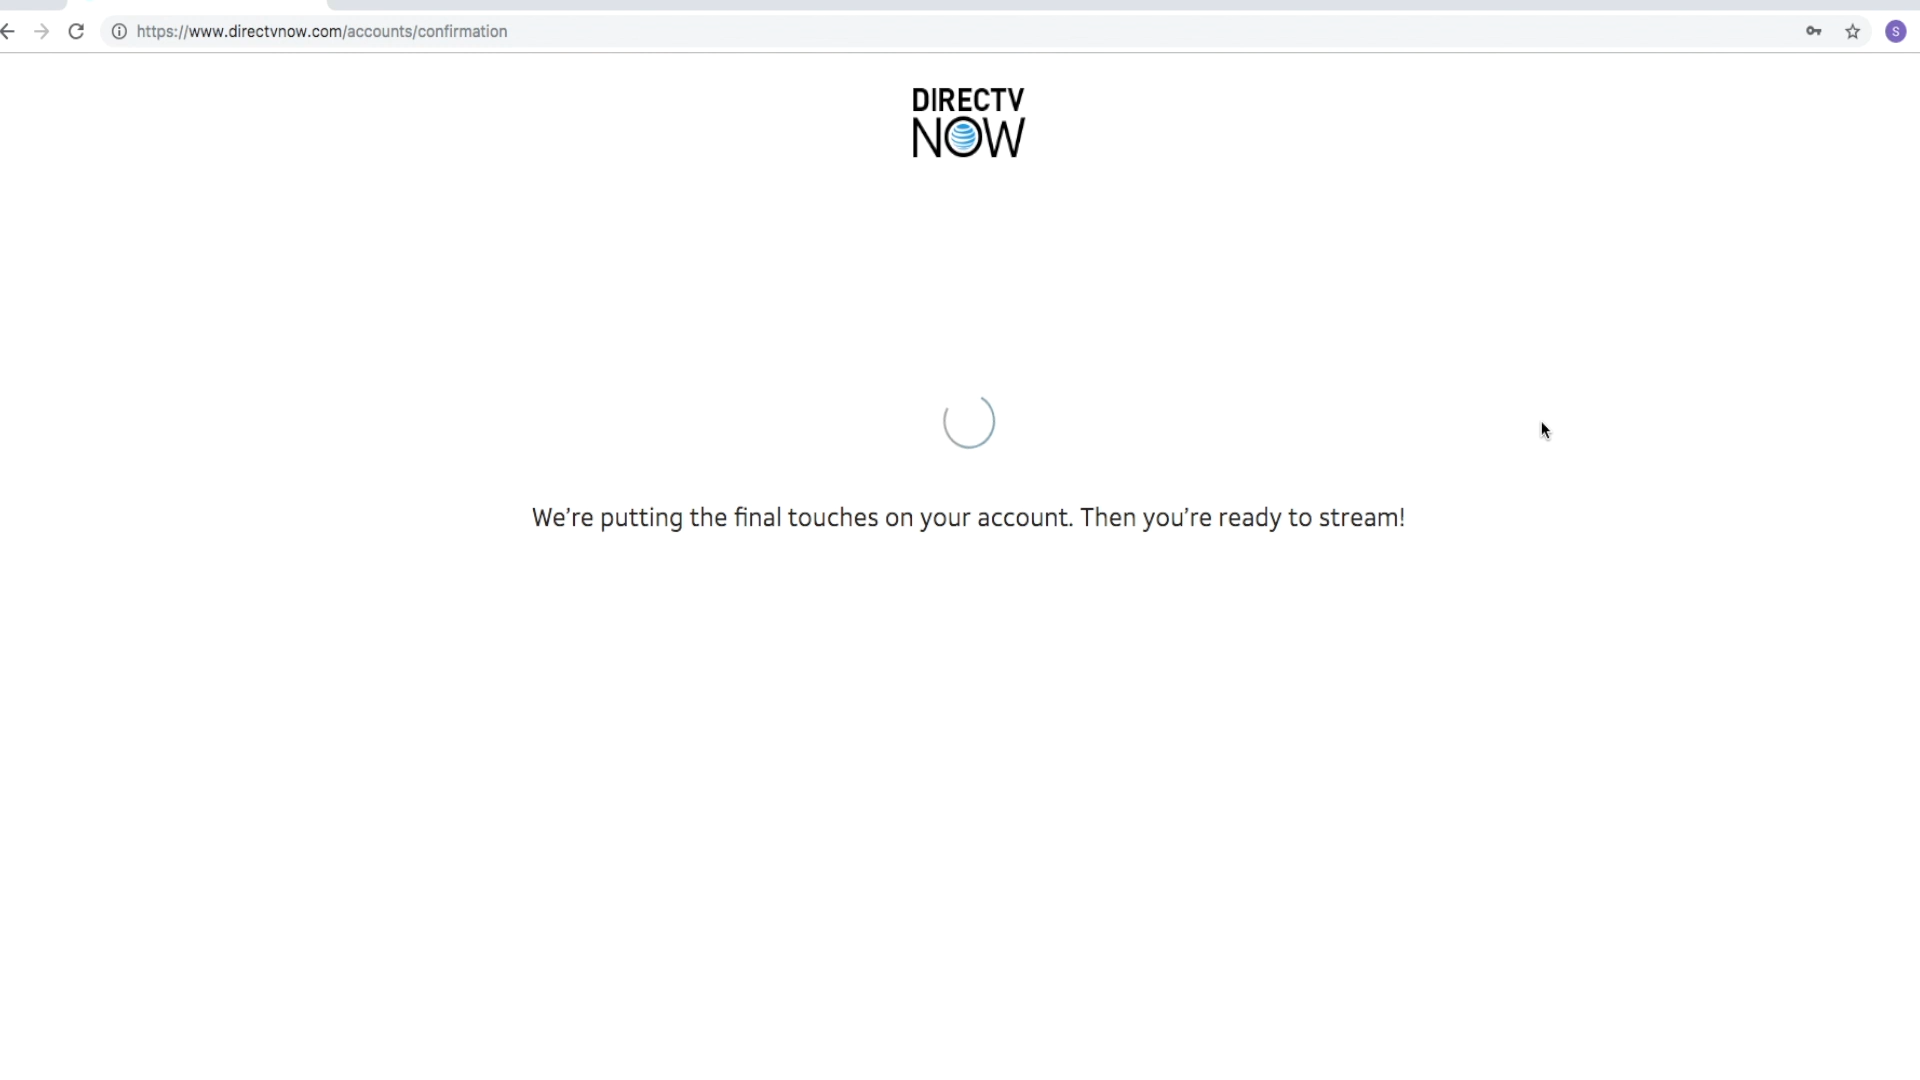 https://www.directvnow.com/accounts/confirmation
S
DIRECTV
NOW
We're putting the final touches on your account. Then you're ready to stream!